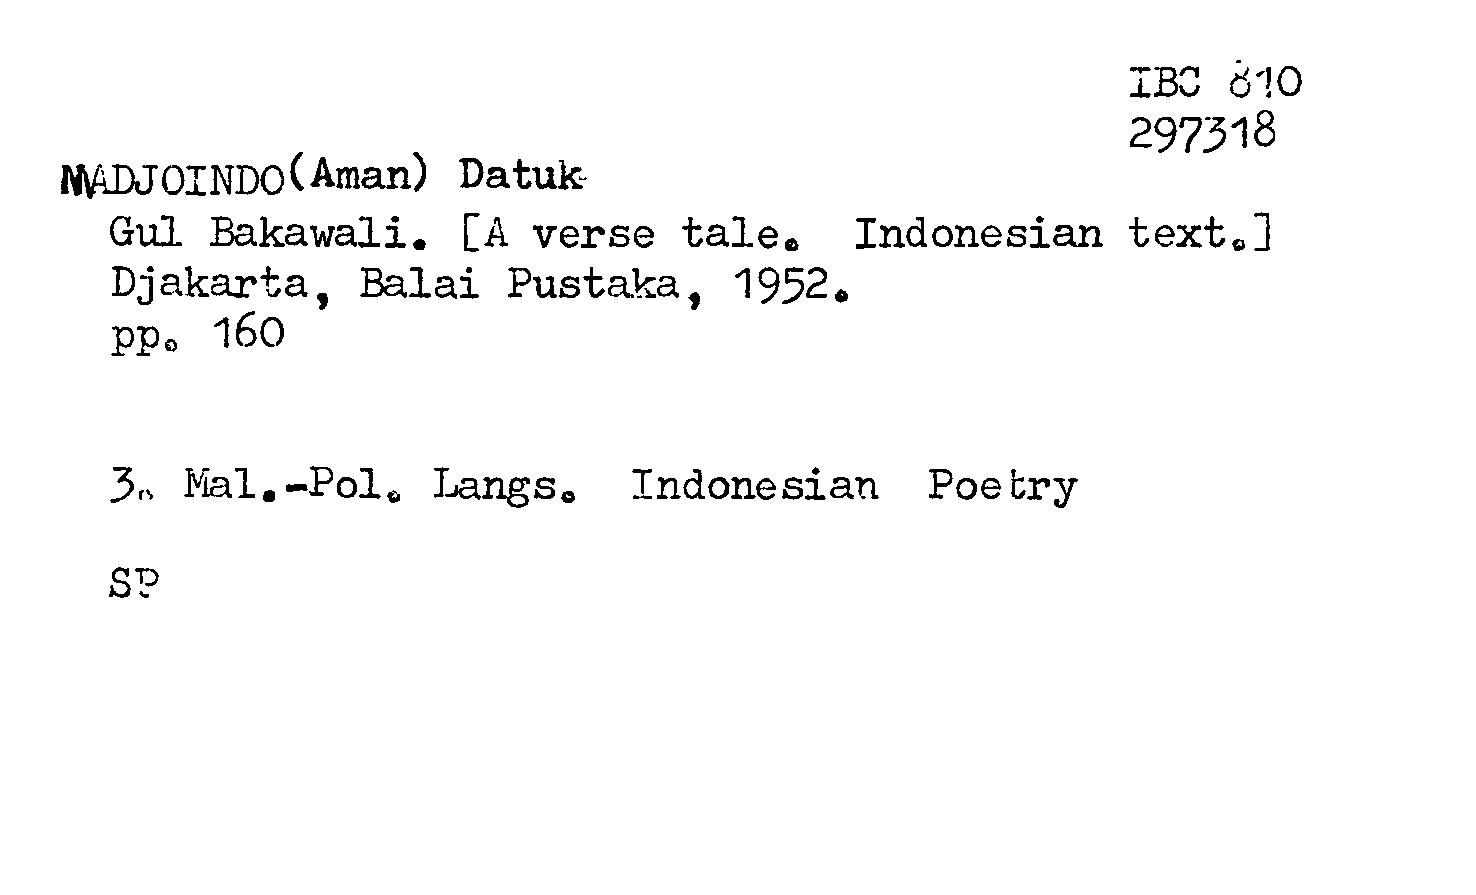 IBC 810
297318
MADJOINDO(Aman) Datuk
Gul Bakawali. [A verse tale. Indonesian text.]
Djakarta, Balai Pustaka, 1952.
pp. 160
3. Mal.-Pol. Langs. Indonesian Poetry
SP